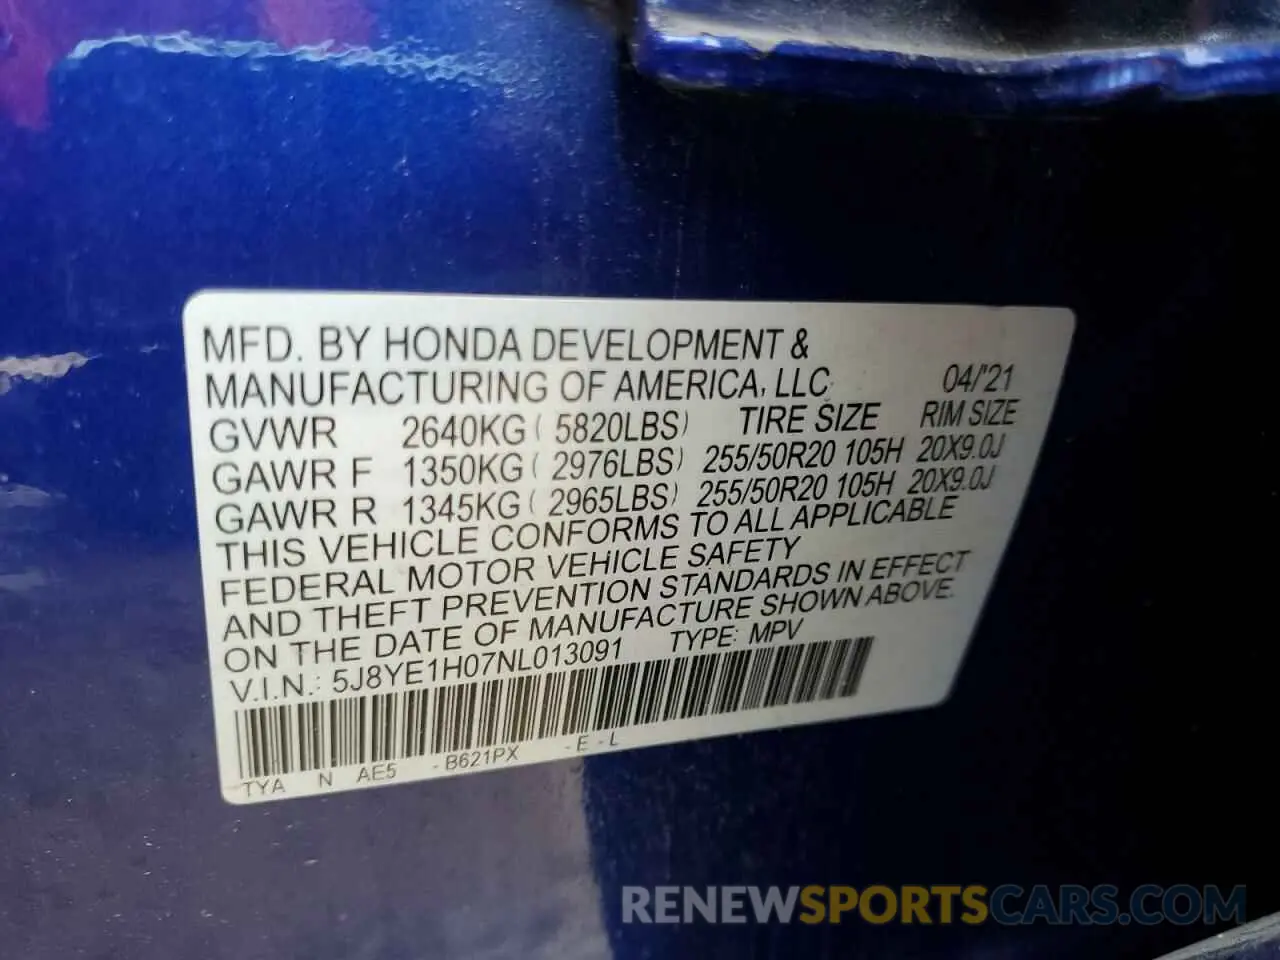 MFD. BY HONDA DEVELOPMENT &
MANUFACTURING OF AMERICA, LLC 04/'21
GVWR 2640KG ( 5820LBS) TIRE SIZE RIM SIZE
GAWR F 1350KG ( 2976LBS) 255/50R20 105H 20X9.0J
GAWR R 1345KG ( 2965LBS) 255/50R20 105H 20X9.0J
THIS VEHICLE CONFORMS TO ALL APPLICABLE
FEDERAL MOTOR VEHICLE SAFETY
AND THEFT PREVENTION STANDARDS IN EFFECT
ON THE DATE OF MANUFACTURE SHOWN ABOVE.
V.I.N.: 5J8YE1H07NL013091 TYPE: MPV
TYA N AE5 -B621PX -E-L
RENEWSPORTSCARS.COM